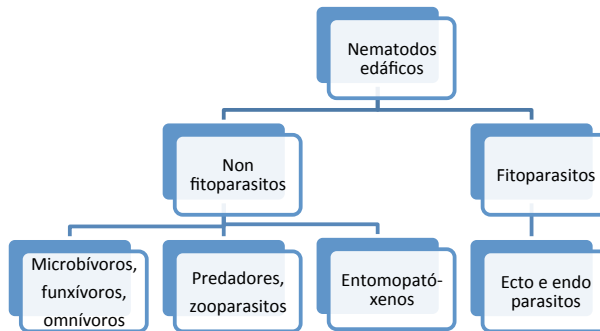 Nematodos
edáficos
Non
fitoparasitos
Fitoparasitos
Microbívoros,
funxívoros,
omnívoros
Predadores,
zooparasitos
Entomopató-
xenos
Ecto e endo
parasitos